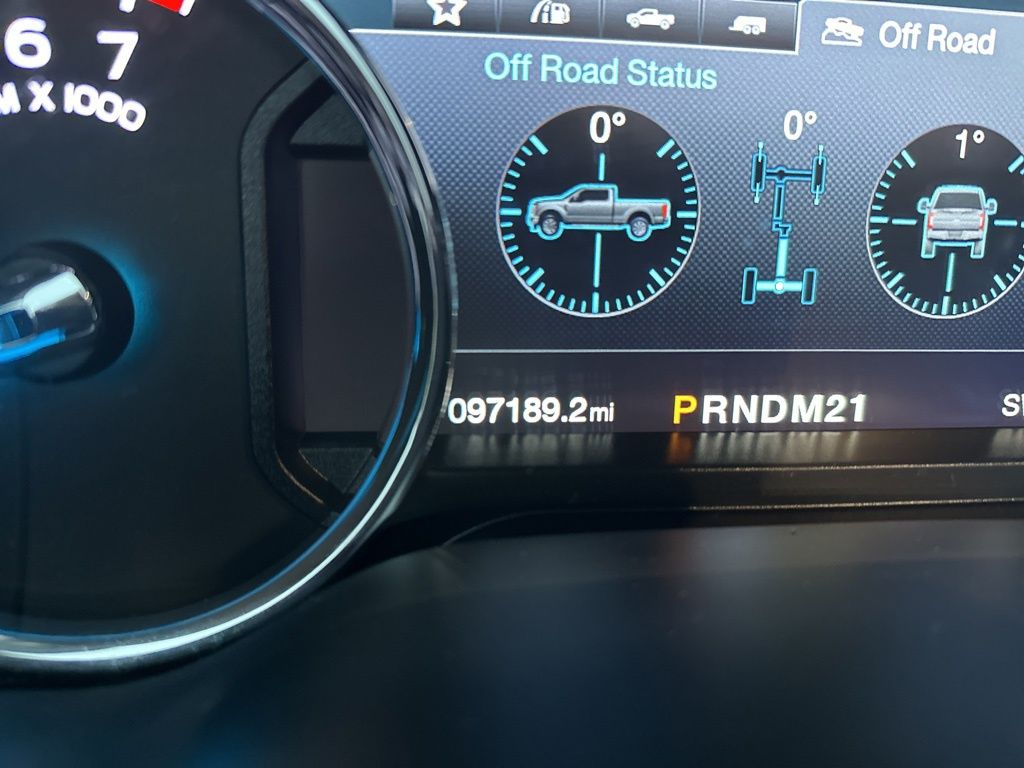 6 7
X 1000
Off Road
Off Road Status
0°
0°
1°
097189.2mi
PRNDM21